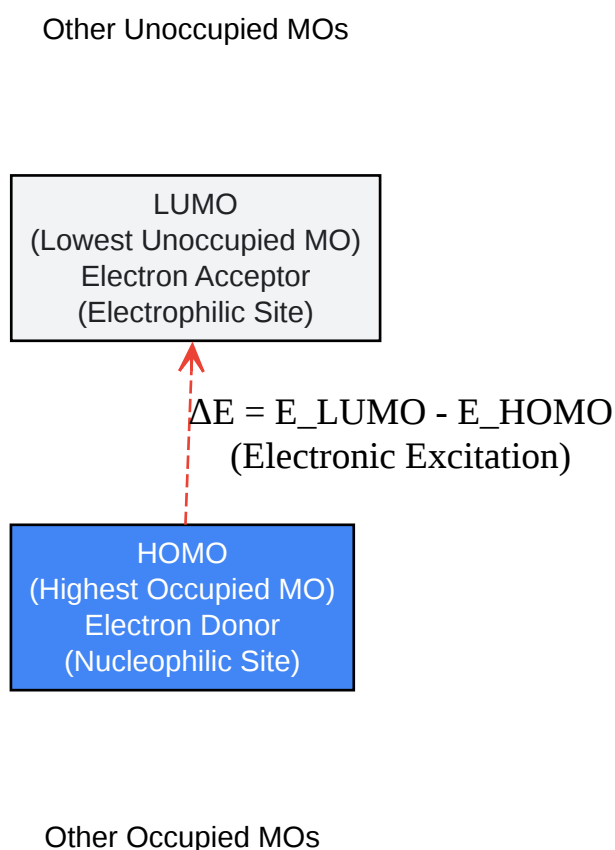 Other Unoccupied MOs
LUMO
(Lowest Unoccupied MO)
Electron Acceptor
(Electrophilic Site)
ΔE = E_LUMO - E_HOMO
(Electronic Excitation)
HOMO
(Highest Occupied MO)
Electron Donor
(Nucleophilic Site)
Other Occupied MOs